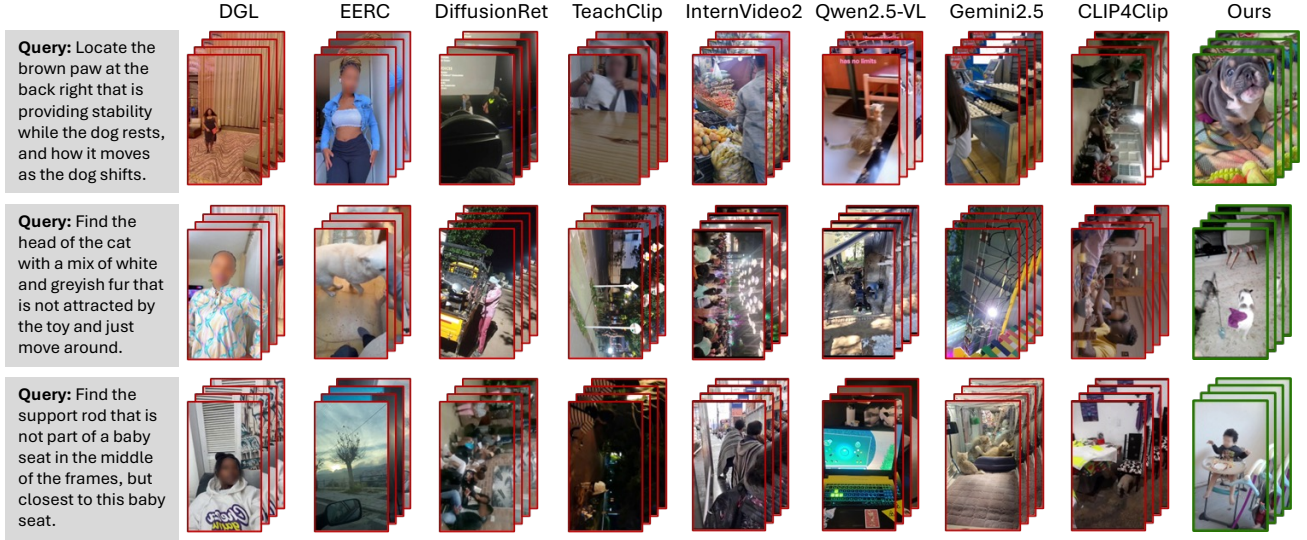 DGL EERC DiffusionRet TeachClip InternVideo2 Qwen2.5-VL Gemini2.5 CLIP4Clip Ours
Query: Locate the
brown paw at the
back right that is
providing stability
while the dog rests,
and how it moves
as the dog shifts.
has no limits
Query: Find the
head of the cat
with a mix of white
and greyish fur that
is not attracted by
the toy and just
move around.
Query: Find the
support rod that is
not part of a baby
seat in the middle
of the frames, but
closest to this baby
seat.